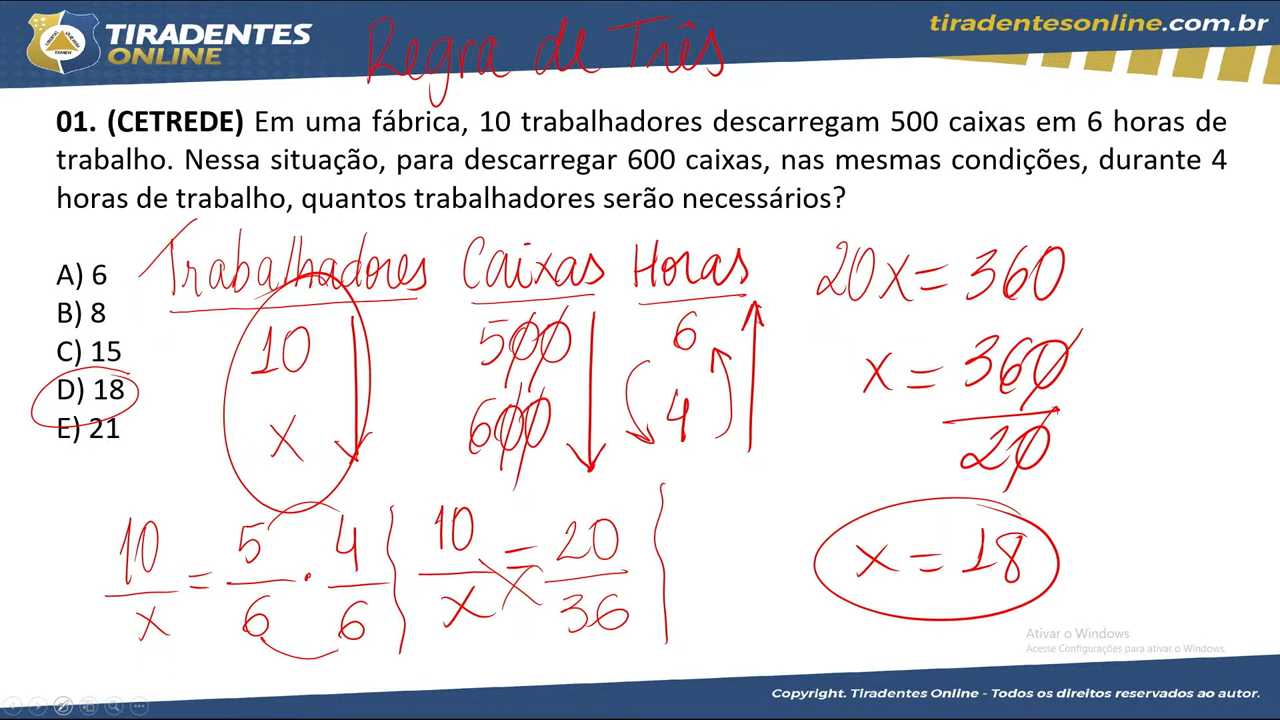 TIRADENTES
ONLINE
tiradentesonline.com.br
Regra de Três
01. (CETREDE) Em uma fábrica, 10 trabalhadores descarregam 500 caixas em 6 horas de
trabalho. Nessa situação, para descarregar 600 caixas, nas mesmas condições, durante 4
horas de trabalho, quantos trabalhadores serão necessários?
A) 6
B) 8
C) 15
D) 18
E) 21
Trabalhadores Caixas Horas
10 500 6
x 600 4
10/x = 5/6 . 4/6
10/x = 20/36
20x = 360
x = 360/20
x = 18
Ativar o Windows
Acesse Configurações para ativar o Windows.
Copyright. Tiradentes Online - Todos os direitos reservados ao autor.